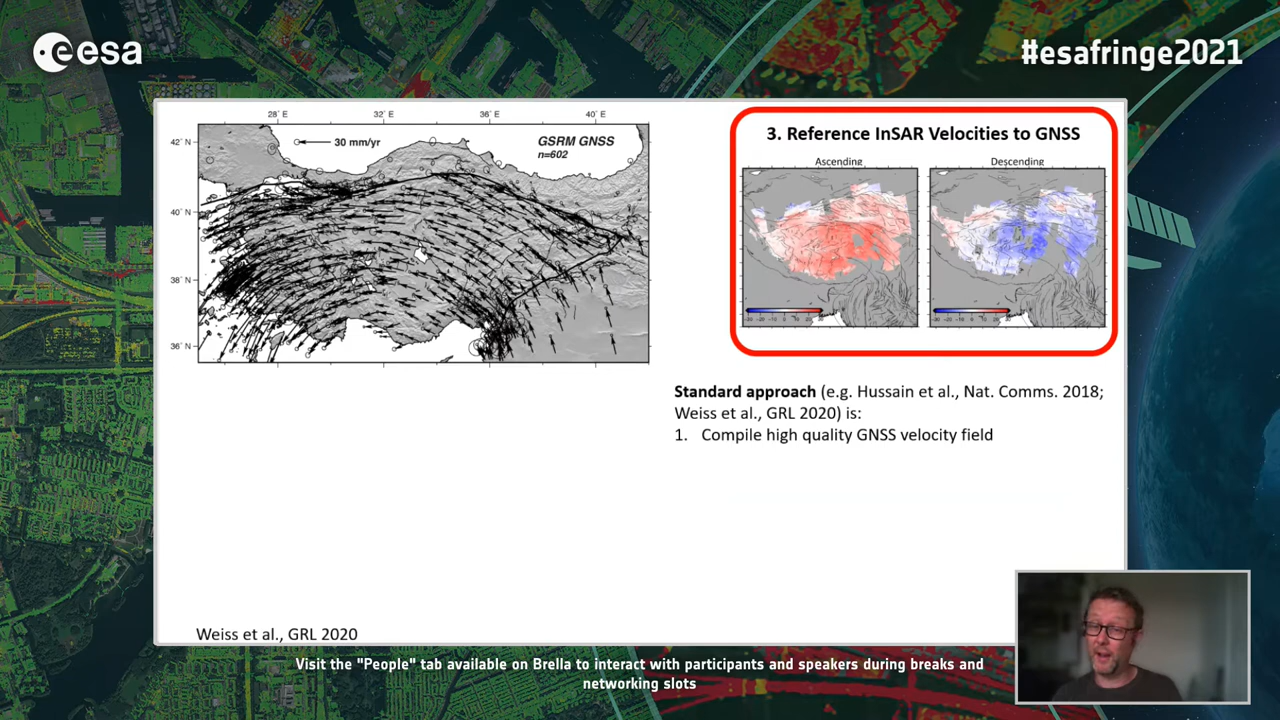 esa
#esafringe2021
28° E
32° E
36° E
40° E
42° N
40° N
38° N
36° N
30 mm/yr
GSRM GNSS
n=602
3. Reference InSAR Velocities to GNSS
Ascending
Descending
Standard approach (e.g. Hussain et al., Nat. Comms. 2018;
Weiss et al., GRL 2020) is:
1. Compile high quality GNSS velocity field
Weiss et al., GRL 2020
Visit the "People" tab available on Brella to interact with participants and speakers during breaks and
networking slots